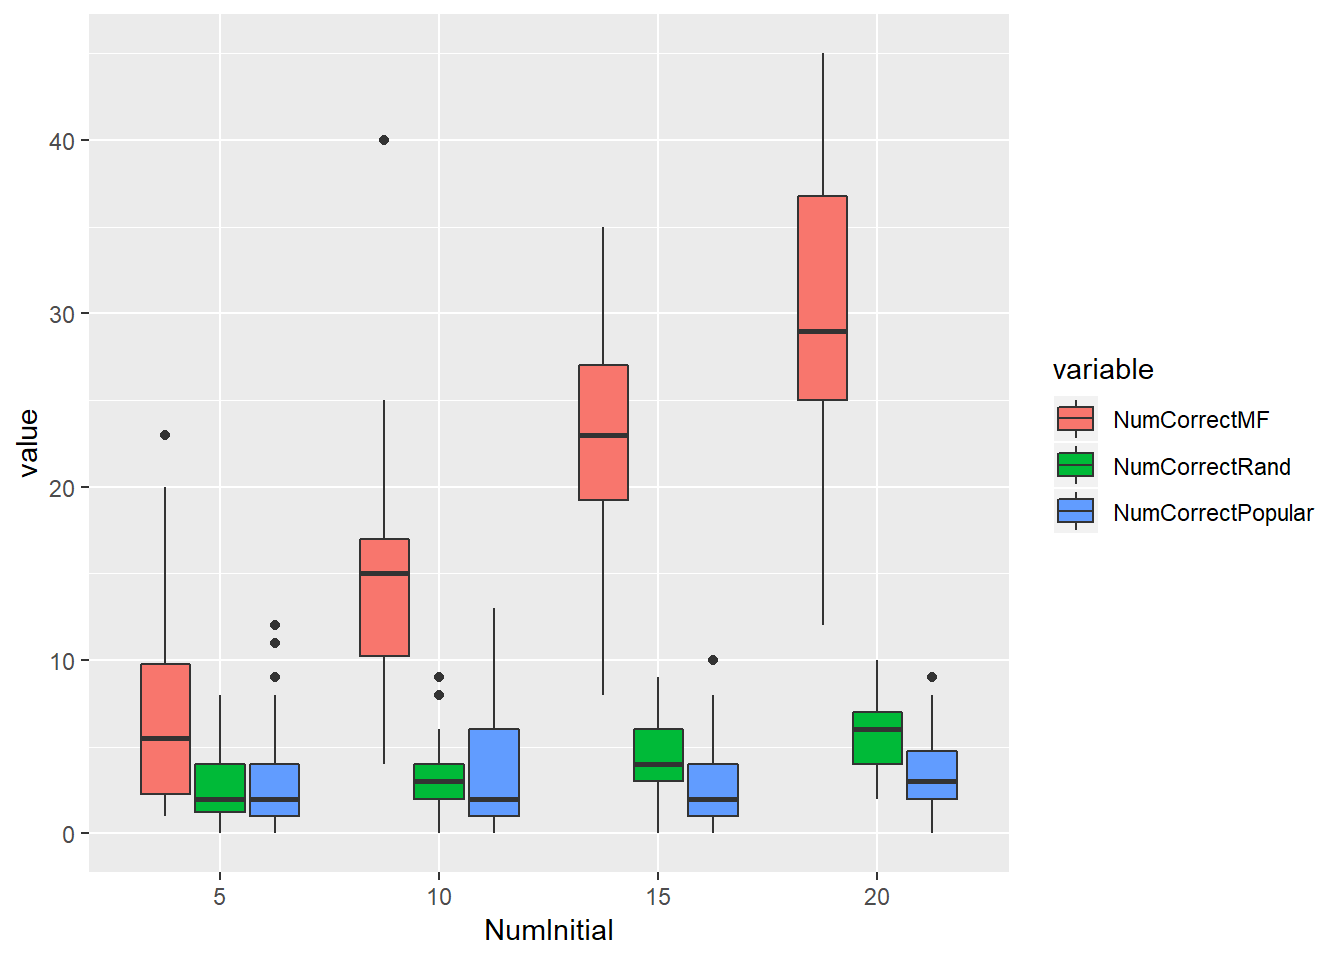 40
30
20
10
0
value
5 10 15 20
NumInitial
variable
NumCorrectMF
NumCorrectRand
NumCorrectPopular